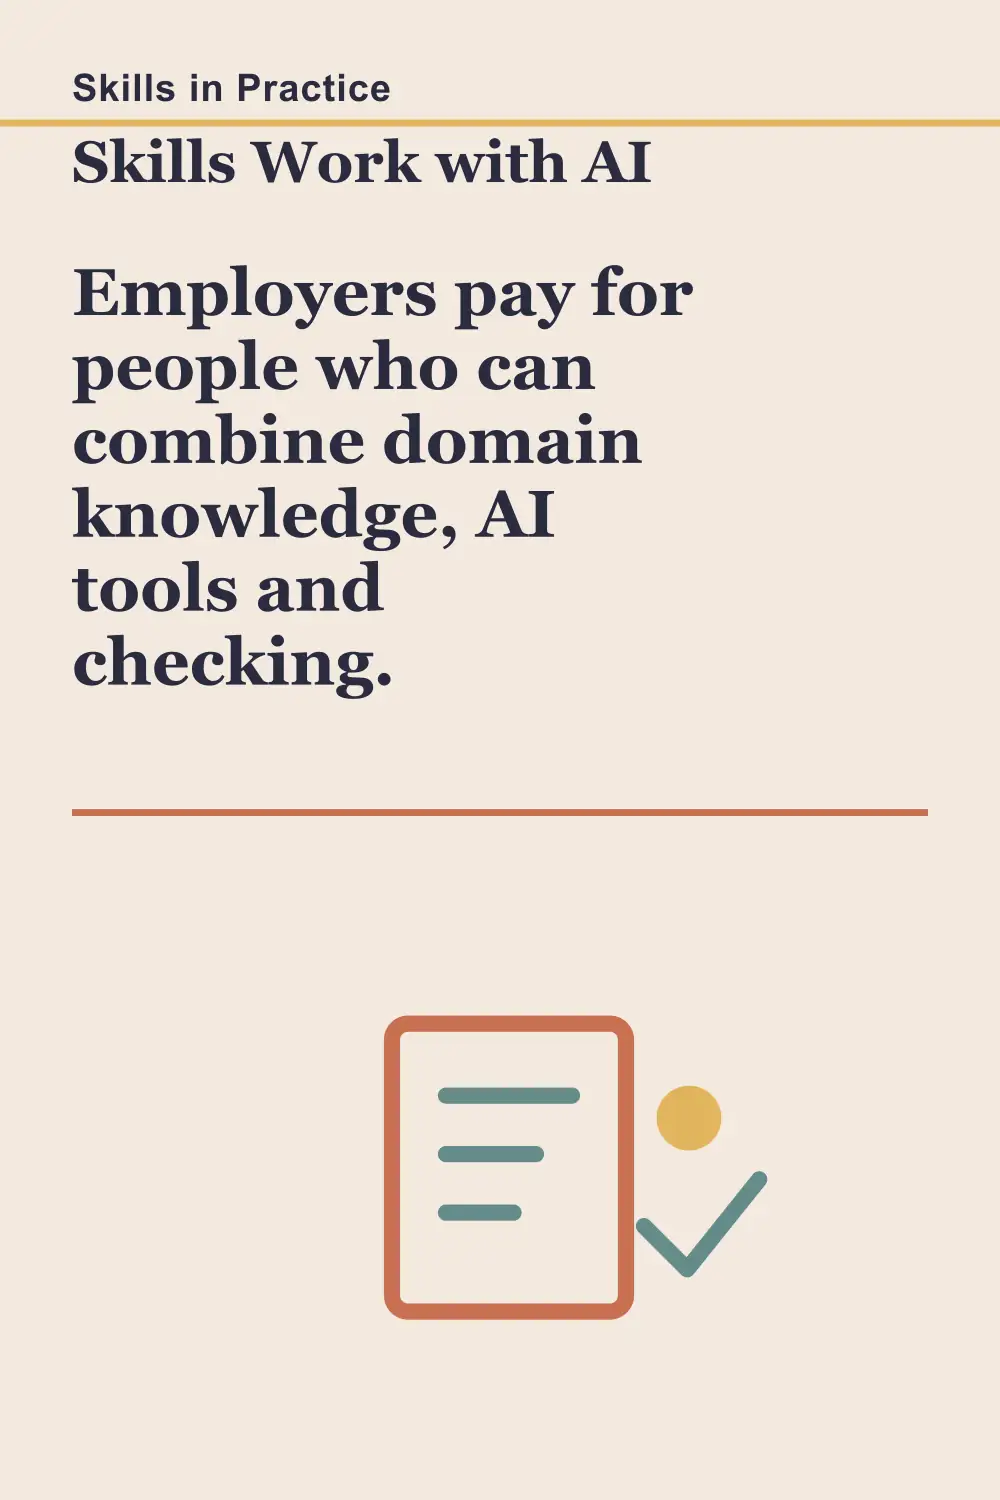 Skills in Practice
Skills Work with AI
Employers pay for
people who can
combine domain
knowledge, AI
tools and
checking.